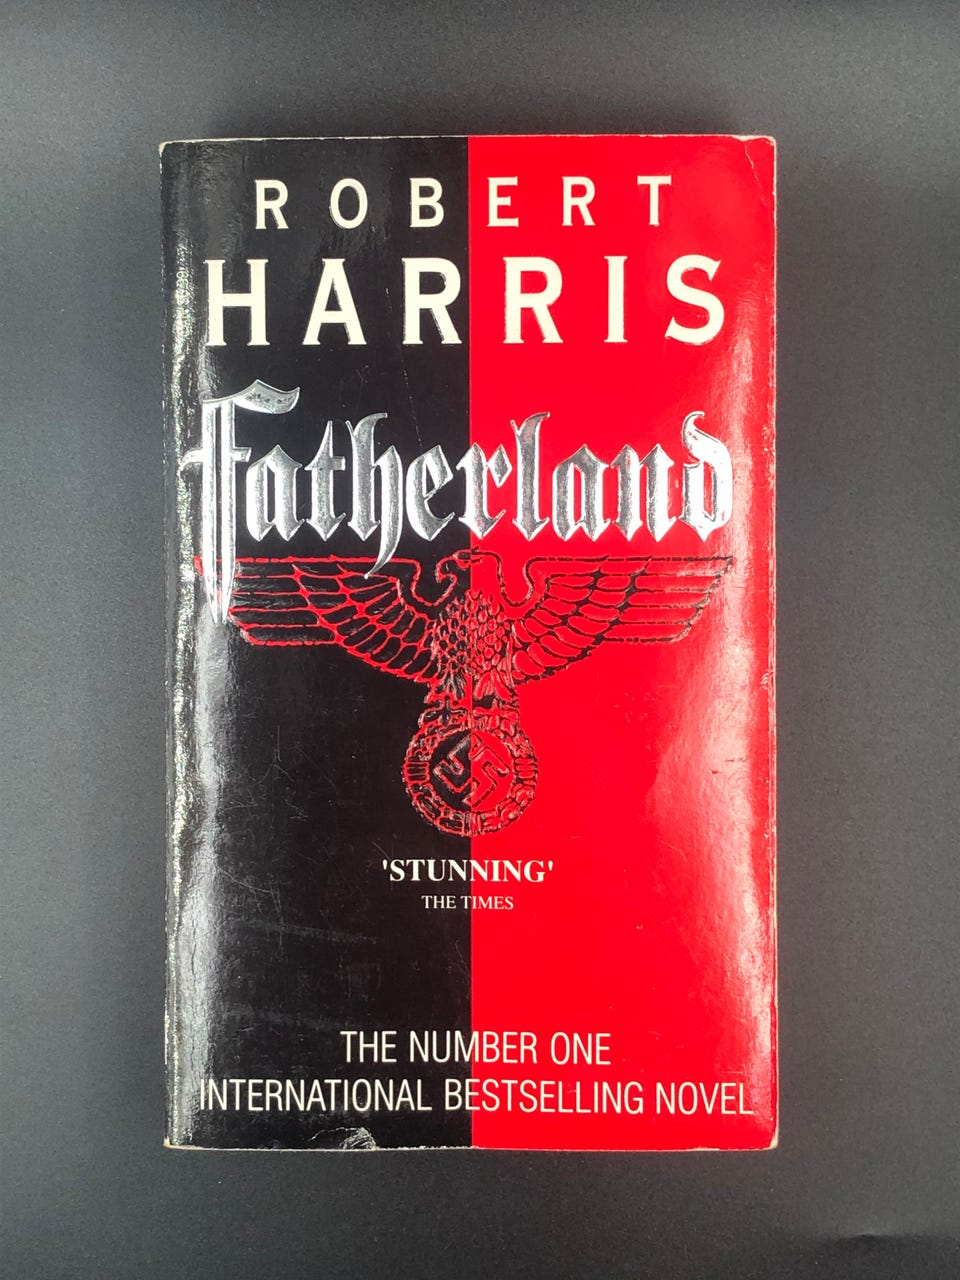 ROBERT
HARRIS
Fatherland
'STUNNING'
THE TIMES
THE NUMBER ONE
INTERNATIONAL BESTSELLING NOVEL